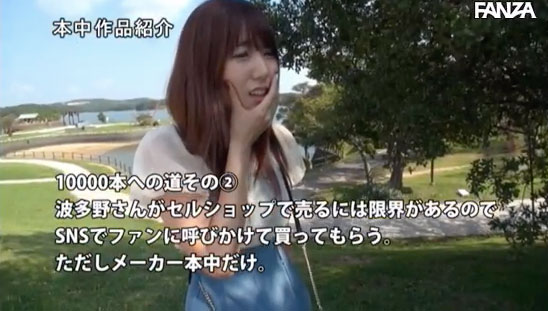 FANZA
本中作品紹介
10000本への道その②
波多野さんがセルショップで売るには限界があるので
SNSでファンに呼びかけて買ってもらう。
ただしメーカー本中だけ。